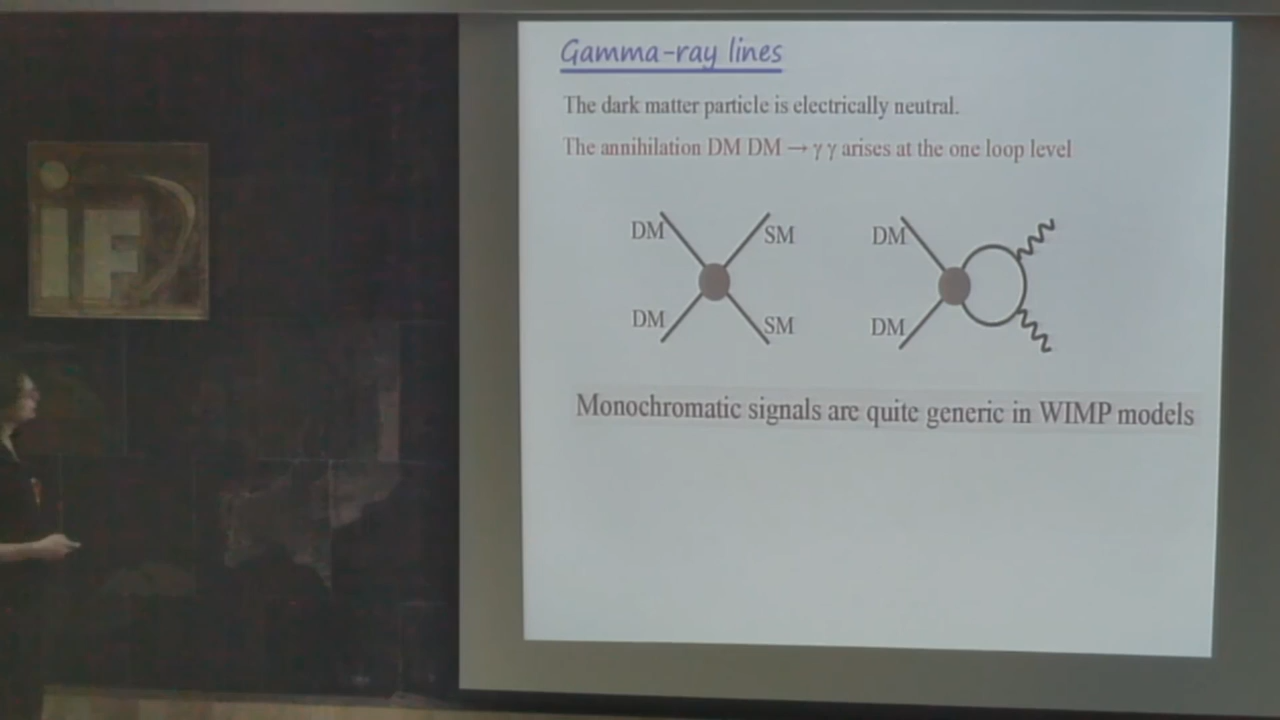 Gamma-ray lines
The dark matter particle is electrically neutral.
The annihilation DM DM → γ γ arises at the one loop level
DM SM DM
DM SM DM
Monochromatic signals are quite generic in WIMP models
iF